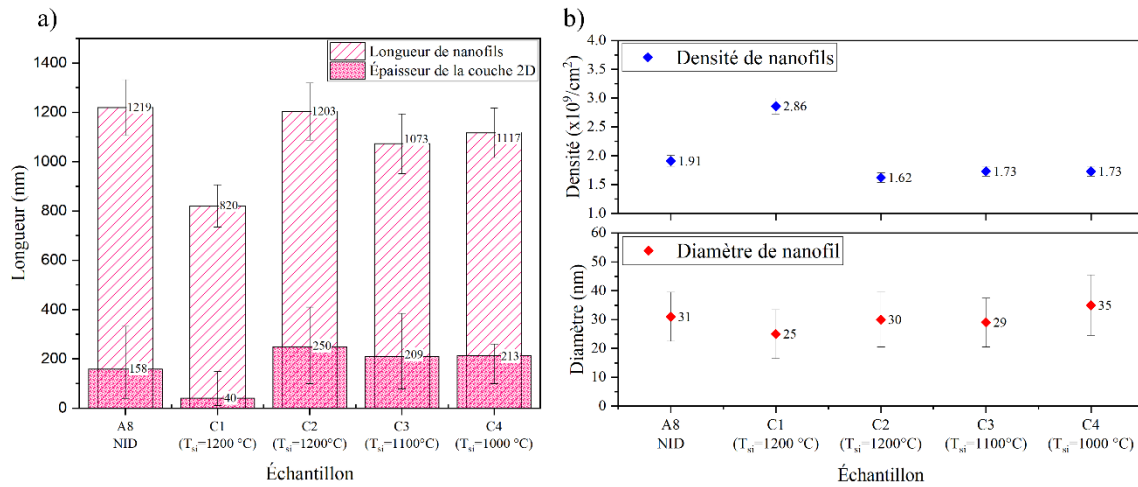 a)
Longueur de nanofils
Épaisseur de la couche 2D
1400
1200
1000
800
600
400
200
0
Longueur (nm)
1219
820
1203
1073
1117
158
40
250
209
213
A8
NID
C1
(Tsi=1200 °C)
C2
(Tsi=1200°C)
C3
(Tsi=1100°C)
C4
(Tsi=1000 °C)
Échantillon
b)
Densité de nanofils
4.0
3.5
3.0
2.5
2.0
1.5
1.0
Densité (x10⁹/cm²)
1.91
2.86
1.62
1.73
1.73
Diamètre de nanofil
60
50
40
30
20
10
0
Diamètre (nm)
31
25
30
29
35
A8
NID
C1
(Tsi=1200 °C)
C2
(Tsi=1200°C)
C3
(Tsi=1100°C)
C4
(Tsi=1000 °C)
Échantillon